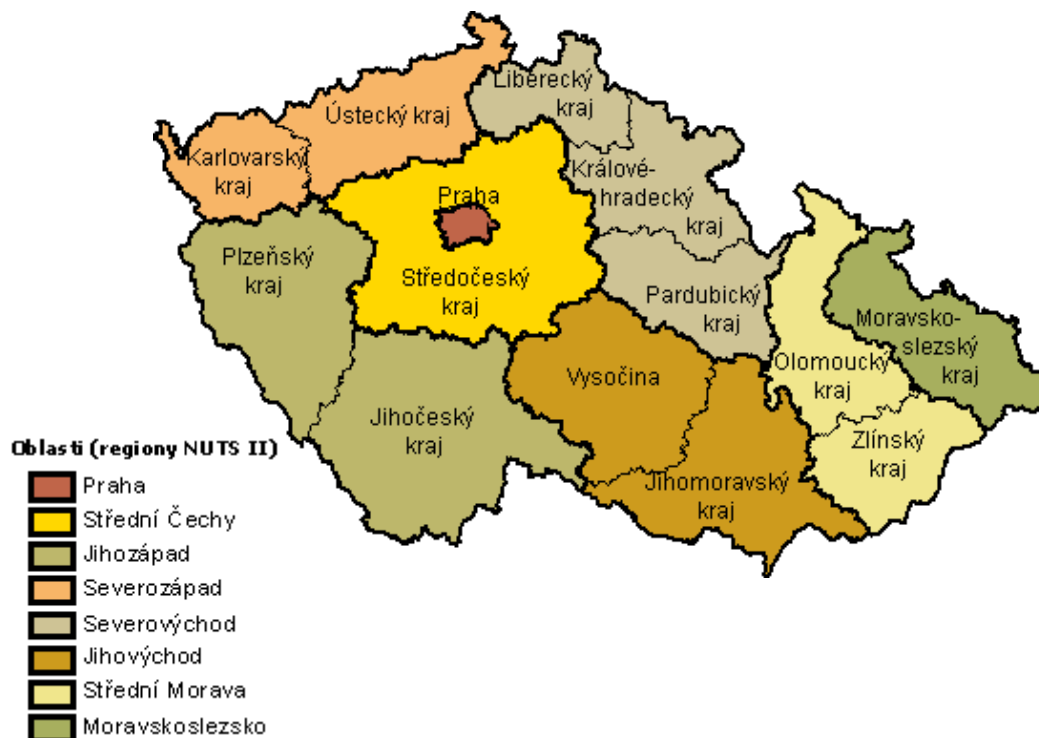 Liberecký
kraj
Ústecký kraj
Karlovarský
kraj
Králové-
hradecký
kraj
Praha
Plzeňský
kraj
Středočeský
kraj
Pardubický
kraj
Moravsko-
slezský
kraj
Olomoucký
kraj
Vysočina
Jihočeský
kraj
Zlínský
kraj
Jihomoravský
kraj
Oblasti (regiony NUTS II)
Praha
Střední Čechy
Jihozápad
Severozápad
Severovýchod
Jihovýchod
Střední Morava
Moravskoslezsko